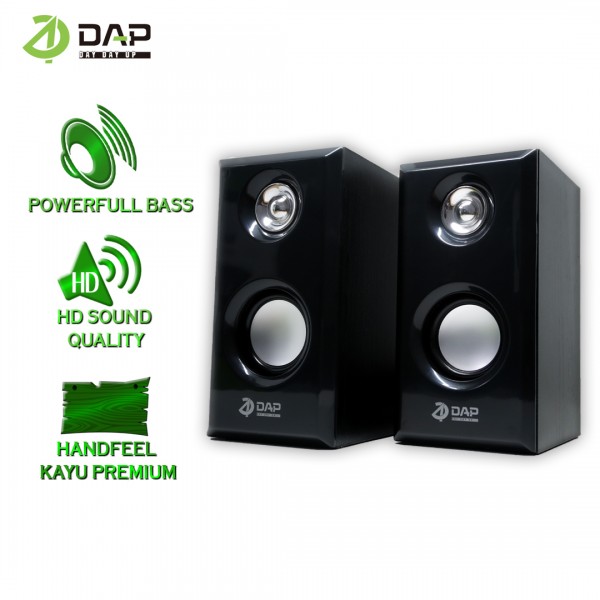 DAP
DAY DAY UP
POWERFULL BASS
HD
HD SOUND
QUALITY
HANDFEEL
KAYU PREMIUM
DAP
DAP